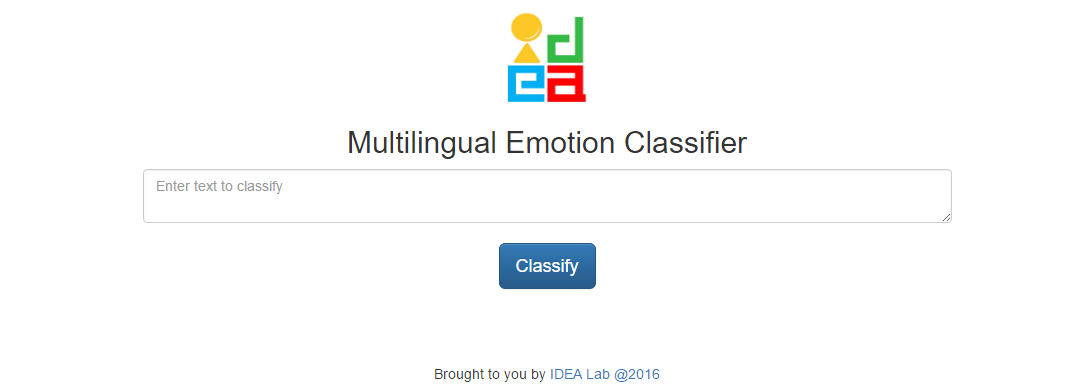 idea
Multilingual Emotion Classifier
Enter text to classify
Classify
Brought to you by IDEA Lab @2016